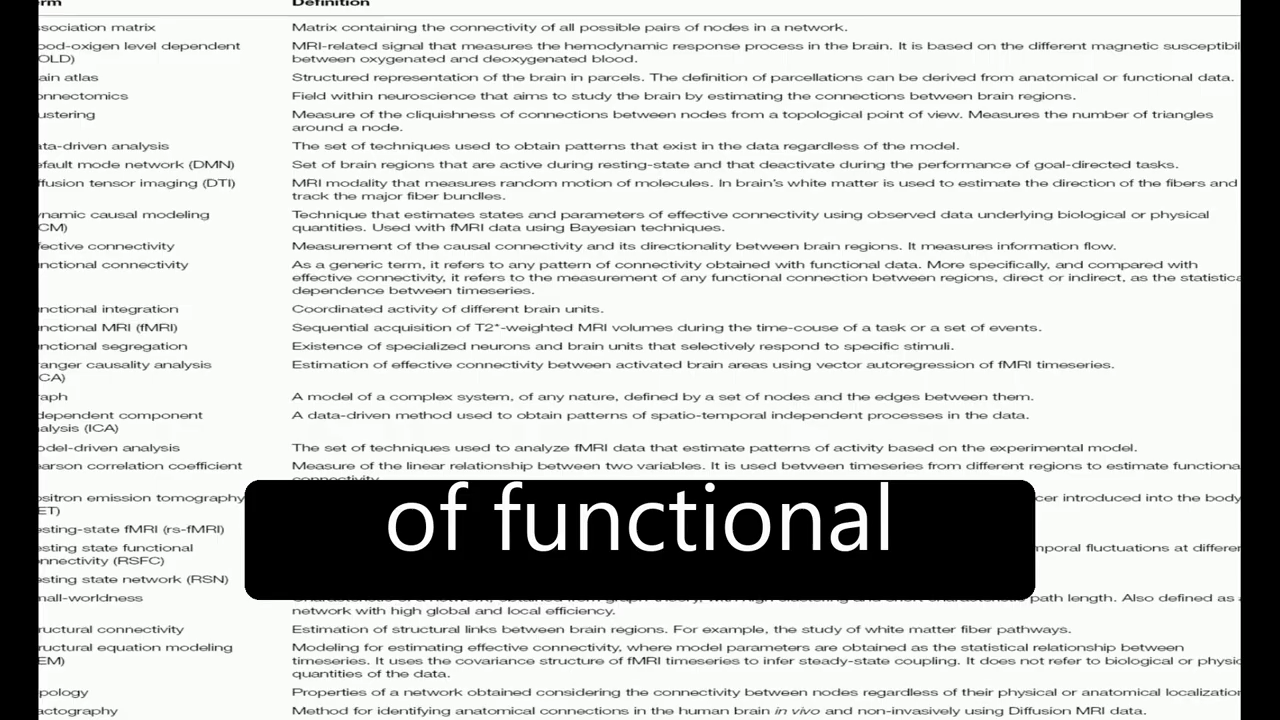 rm Definition
ssociation matrix Matrix containing the connectivity of all possible pairs of nodes in a network.
ood-oxigen level dependent MRI-related signal that measures the hemodynamic response process in the brain. It is based on the different magnetic susceptibil
OLD) between oxygenated and deoxygenated blood.
ain atlas Structured representation of the brain in parcels. The definition of parcellations can be derived from anatomical or functional data.
onnectomics Field within neuroscience that aims to study the brain by estimating the connections between brain regions.
ustering Measure of the cliquishness of connections between nodes from a topological point of view. Measures the number of triangles
around a node.
ata-driven analysis The set of techniques used to obtain patterns that exist in the data regardless of the model.
efault mode network (DMN) Set of brain regions that are active during resting-state and that deactivate during the performance of goal-directed tasks.
ffusion tensor imaging (DTI) MRI modality that measures random motion of molecules. In brain's white matter is used to estimate the direction of the fibers and
track the major fiber bundles.
ynamic causal modeling Technique that estimates states and parameters of effective connectivity using observed data underlying biological or physical
CM) quantities. Used with fMRI data using Bayesian techniques.
fective connectivity Measurement of the causal connectivity and its directionality between brain regions. It measures information flow.
nctional connectivity As a generic term, it refers to any pattern of connectivity obtained with functional data. More specifically, and compared with
effective connectivity, it refers to the measurement of any functional connection between regions, direct or indirect, as the statistica
dependence between timeseries.
nctional integration Coordinated activity of different brain units.
nctional MRI (fMRI) Sequential acquisition of T2*-weighted MRI volumes during the time-couse of a task or a set of events.
nctional segregation Existence of specialized neurons and brain units that selectively respond to specific stimuli.
ranger causality analysis Estimation of effective connectivity between activated brain areas using vector autoregression of fMRI timeseries.
CA)
raph A model of a complex system, of any nature, defined by a set of nodes and the edges between them.
dependent component A data-driven method used to obtain patterns of spatio-temporal independent processes in the data.
alysis (ICA)
odel-driven analysis The set of techniques used to analyze fMRI data that estimate patterns of activity based on the experimental model.
earson correlation coefficient Measure of the linear relationship between two variables. It is used between timeseries from different regions to estimate functiona
connectivity.
ositron emission tomography cer introduced into the body
ET)
of functional
esting-state fMRI (rs-fMRI)
esting state functional mporal fluctuations at differen
nnectivity (RSFC)
esting state network (RSN)
mall-worldness path length. Also defined as a
network with high global and local efficiency.
ructural connectivity Estimation of structural links between brain regions. For example, the study of white matter fiber pathways.
ructural equation modeling Modeling for estimating effective connectivity, where model parameters are obtained as the statistical relationship between
EM) timeseries. It uses the covariance structure of fMRI timeseries to infer steady-state coupling. It does not refer to biological or physic
quantities of the data.
pology Properties of a network obtained considering the connectivity between nodes regardless of their physical or anatomical localization
actography Method for identifying anatomical connections in the human brain in vivo and non-invasively using Diffusion MRI data.